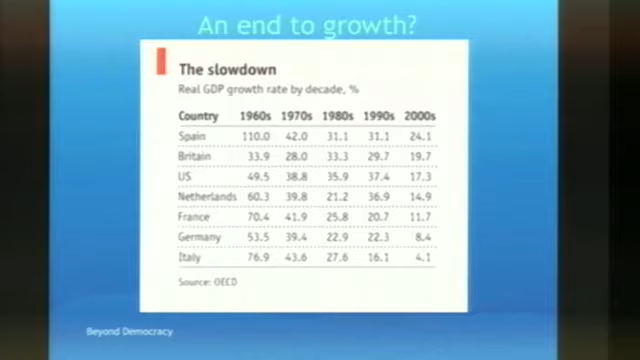 An end to growth?
The slowdown
Real GDP growth rate by decade, %
Country 1960s 1970s 1980s 1990s 2000s
Spain 110.0 42.0 31.1 31.1 24.1
Britain 33.9 28.0 33.3 29.7 19.7
US 49.5 38.8 35.9 37.4 17.3
Netherlands 60.3 39.8 21.2 36.9 14.9
France 70.4 41.9 25.8 20.7 11.7
Germany 53.5 39.4 22.9 22.3 8.4
Italy 76.9 43.6 27.6 16.1 4.1
Source: OECD
Beyond Democracy